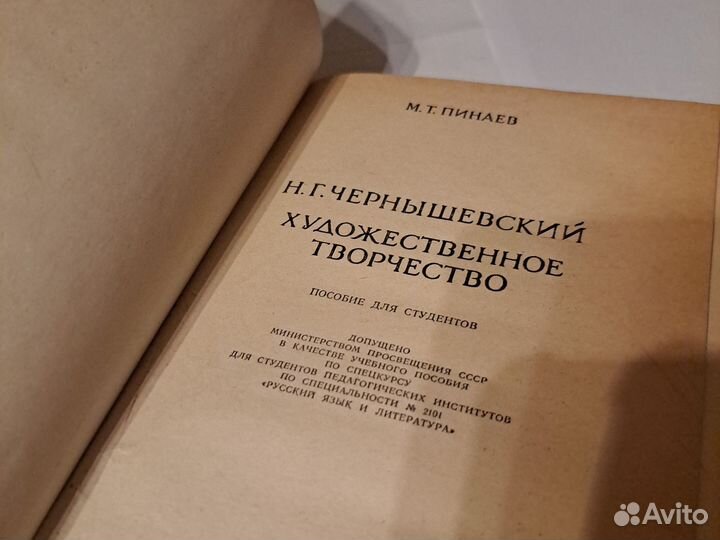 М. Т. ПИНАЕВ
Н. Г. ЧЕРНЫШЕВСКИЙ
ХУДОЖЕСТВЕННОЕ
ТВОРЧЕСТВО
ПОСОБИЕ ДЛЯ СТУДЕНТОВ
ДОПУЩЕНО
МИНИСТЕРСТВОМ ПРОСВЕЩЕНИЯ СССР
В КАЧЕСТВЕ УЧЕБНОГО ПОСОБИЯ
ПО СПЕЦКУРСУ
ДЛЯ СТУДЕНТОВ ПЕДАГОГИЧЕСКИХ ИНСТИТУТОВ
ПО СПЕЦИАЛЬНОСТИ № 2101
«РУССКИЙ ЯЗЫК И ЛИТЕРАТУРА»
Avito